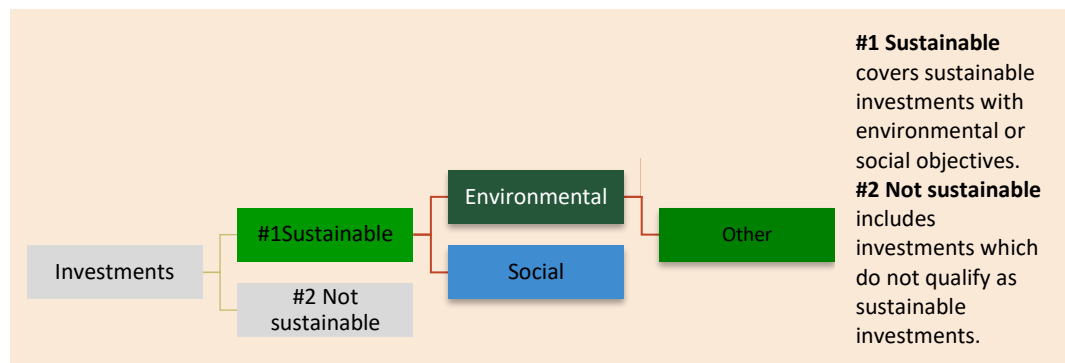 Investments
#1Sustainable
#2 Not
sustainable
Environmental
Social
Other
#1 Sustainable
covers sustainable
investments with
environmental or
social objectives.
#2 Not sustainable
includes
investments which
do not qualify as
sustainable
investments.